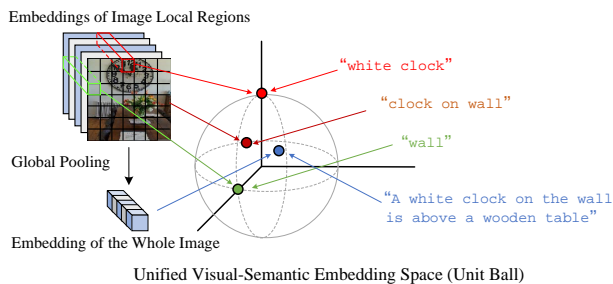 Embeddings of Image Local Regions
“white clock”
“clock on wall”
“wall”
Global Pooling
“A white clock on the wall
is above a wooden table”
Embedding of the Whole Image
Unified Visual-Semantic Embedding Space (Unit Ball)